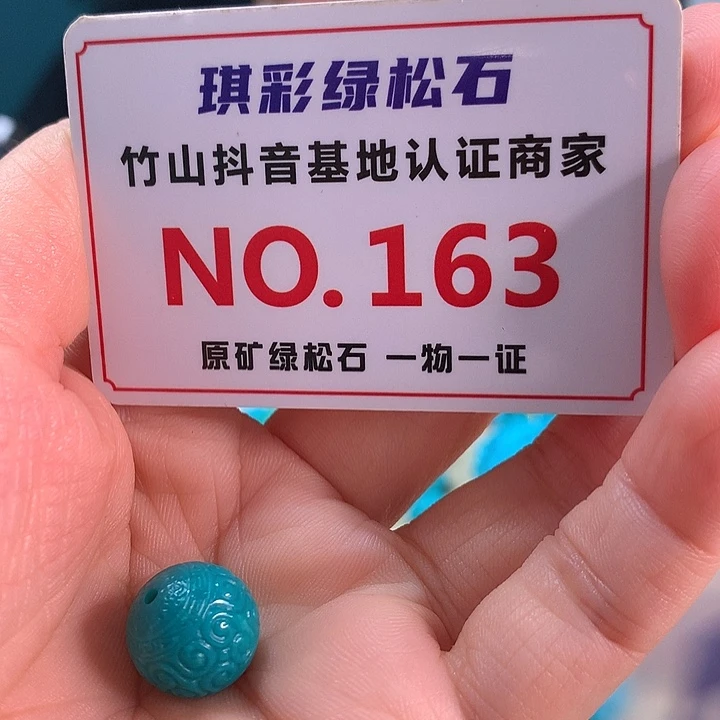 琪彩绿松石
竹山抖音基地认证商家
NO.163
原矿绿松石 一物一证